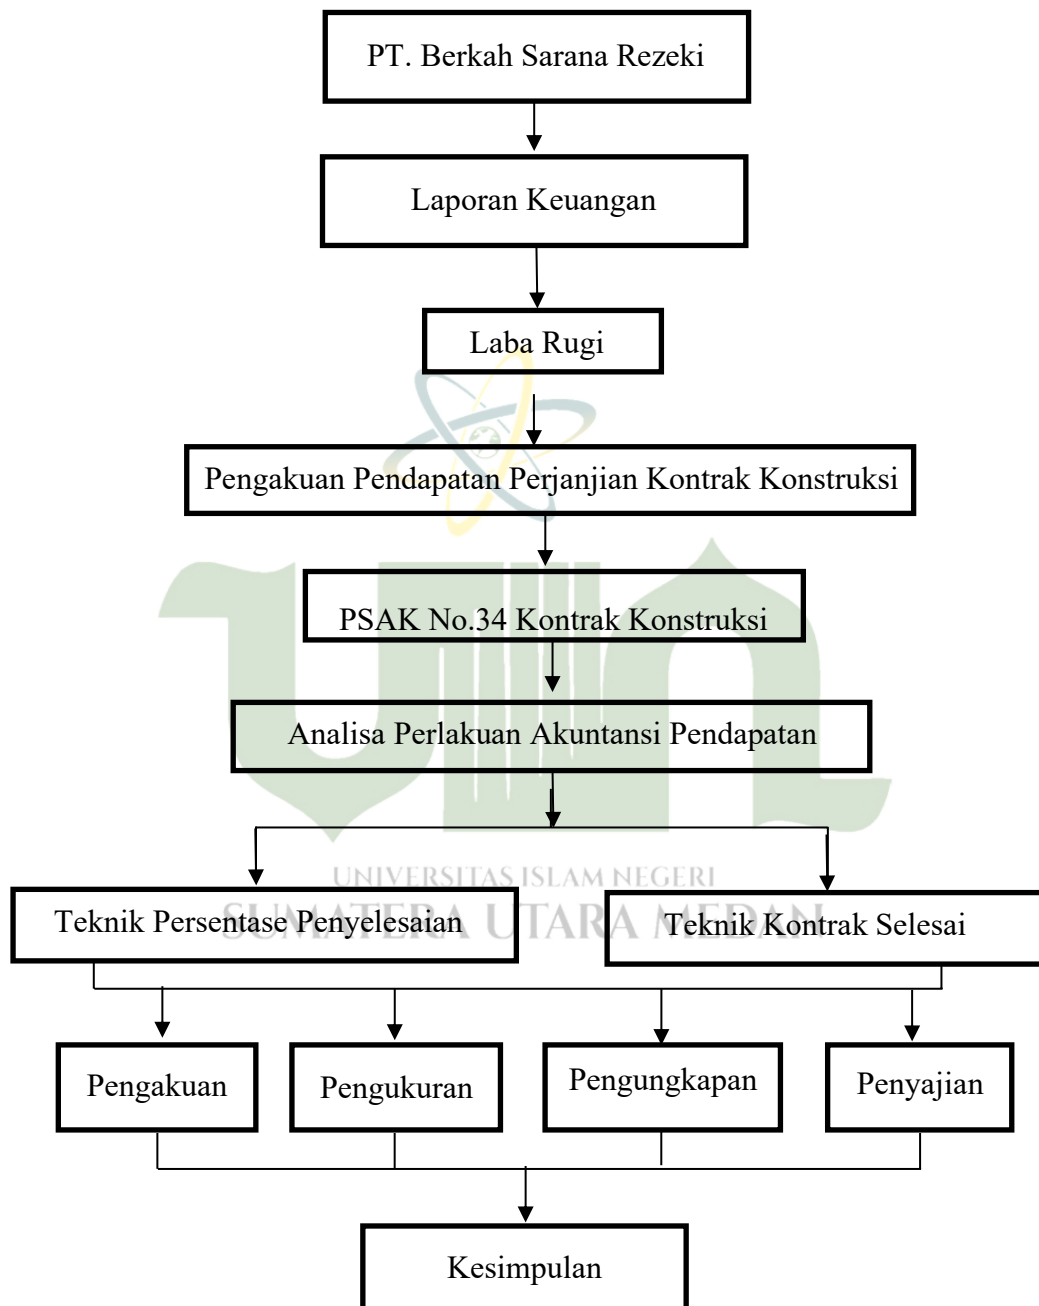 PT. Berkah Sarana Rezeki
Laporan Keuangan
Laba Rugi
Pengakuan Pendapatan Perjanjian Kontrak Konstruksi
PSAK No.34 Kontrak Konstruksi
Analisa Perlakuan Akuntansi Pendapatan
UNIVERSITAS ISLAM NEGERI
SUMATERA UTARA MEDAN
Teknik Persentase Penyelesaian
Teknik Kontrak Selesai
Pengakuan
Pengukuran
Pengungkapan
Penyajian
Kesimpulan